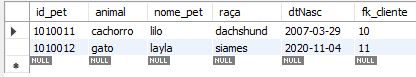 id_pet animal nome_pet raça dtNasc fk_cliente
1010011 cachorro lilo dachshund 2007-03-29 10
1010012 gato layla siames 2020-11-04 11
NULL NULL NULL NULL NULL NULL